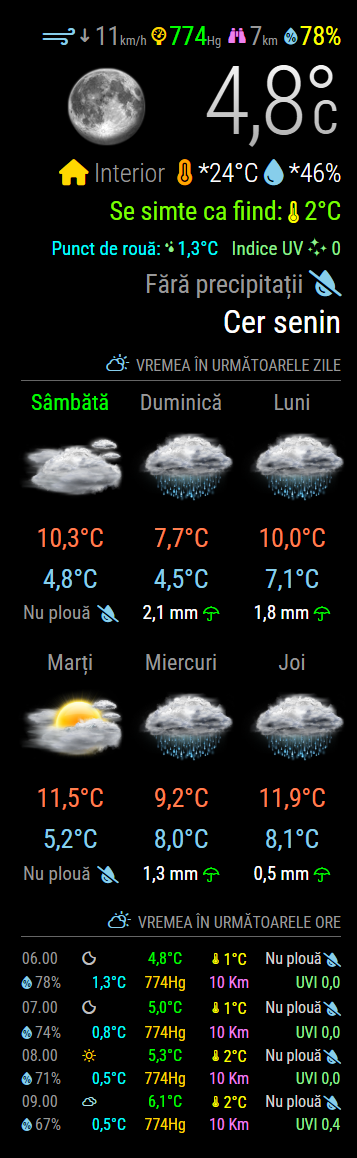 11km/h 774Hg 7km 78%
4,8°C
Interior *24°C *46%
Se simte ca fiind: 2°C
Punct de rouă: 1,3°C Indice UV 0
Fără precipitații
Cer senin
VREMEA ÎN URMĂTOARELE ZILE
Sâmbătă Duminică Luni
10,3°C 7,7°C 10,0°C
4,8°C 4,5°C 7,1°C
Nu plouă 2,1 mm 1,8 mm
Marți Miercuri Joi
11,5°C 9,2°C 11,9°C
5,2°C 8,0°C 8,1°C
Nu plouă 1,3 mm 0,5 mm
VREMEA ÎN URMĂTOARELE ORE
06.00 4,8°C 1°C Nu plouă
78% 1,3°C 774Hg 10 Km UVI 0,0
07.00 5,0°C 1°C Nu plouă
74% 0,8°C 774Hg 10 Km UVI 0,0
08.00 5,3°C 2°C Nu plouă
71% 0,5°C 774Hg 10 Km UVI 0,0
09.00 6,1°C 2°C Nu plouă
67% 0,5°C 774Hg 10 Km UVI 0,4